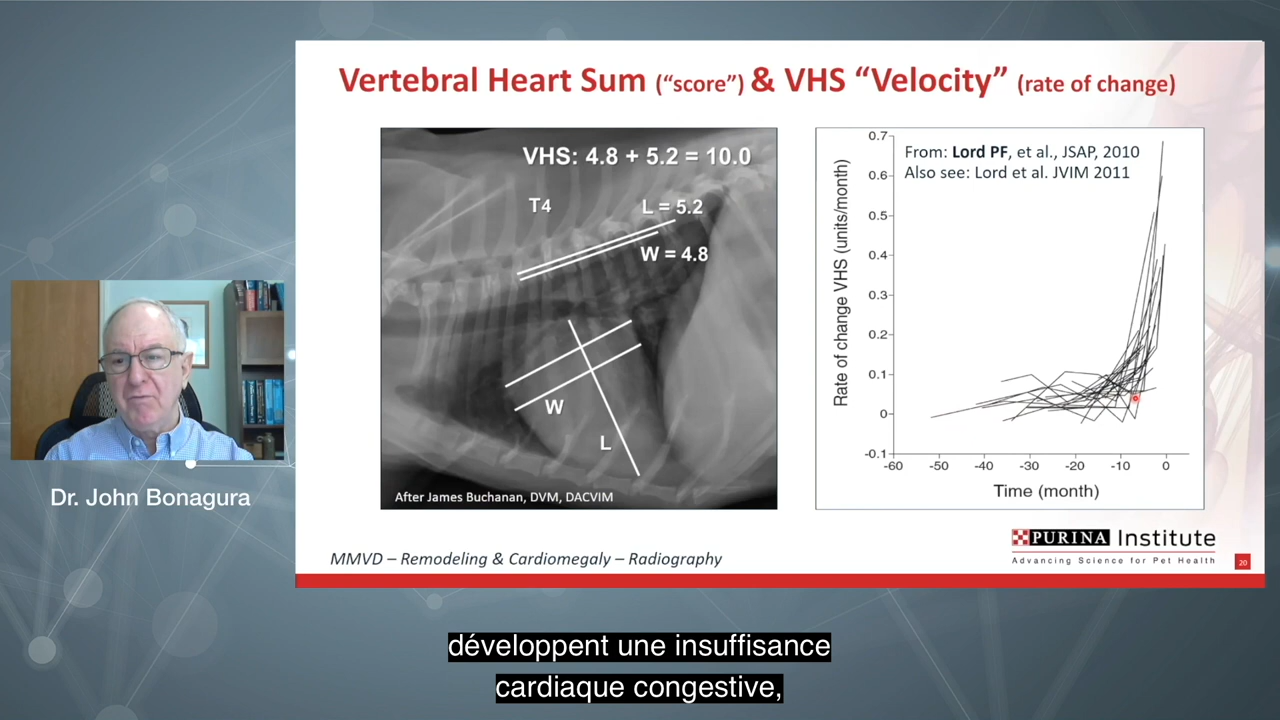 Vertebral Heart Sum (“score”) & VHS “Velocity” (rate of change)
VHS: 4.8 + 5.2 = 10.0
T4
L = 5.2
W = 4.8
W
L
After James Buchanan, DVM, DACVIM
From: Lord PF, et al., JSAP, 2010
Also see: Lord et al. JVIM 2011
Rate of change VHS (units/month)
0.7
0.6
0.5
0.4
0.3
0.2
0.1
0
-0.1
-60 -50 -40 -30 -20 -10 0
Time (month)
Dr. John Bonagura
MMVD – Remodeling & Cardiomegaly – Radiography
PURINA Institute
Advancing Science for Pet Health
20
développent une insuffisance
cardiaque congestive,